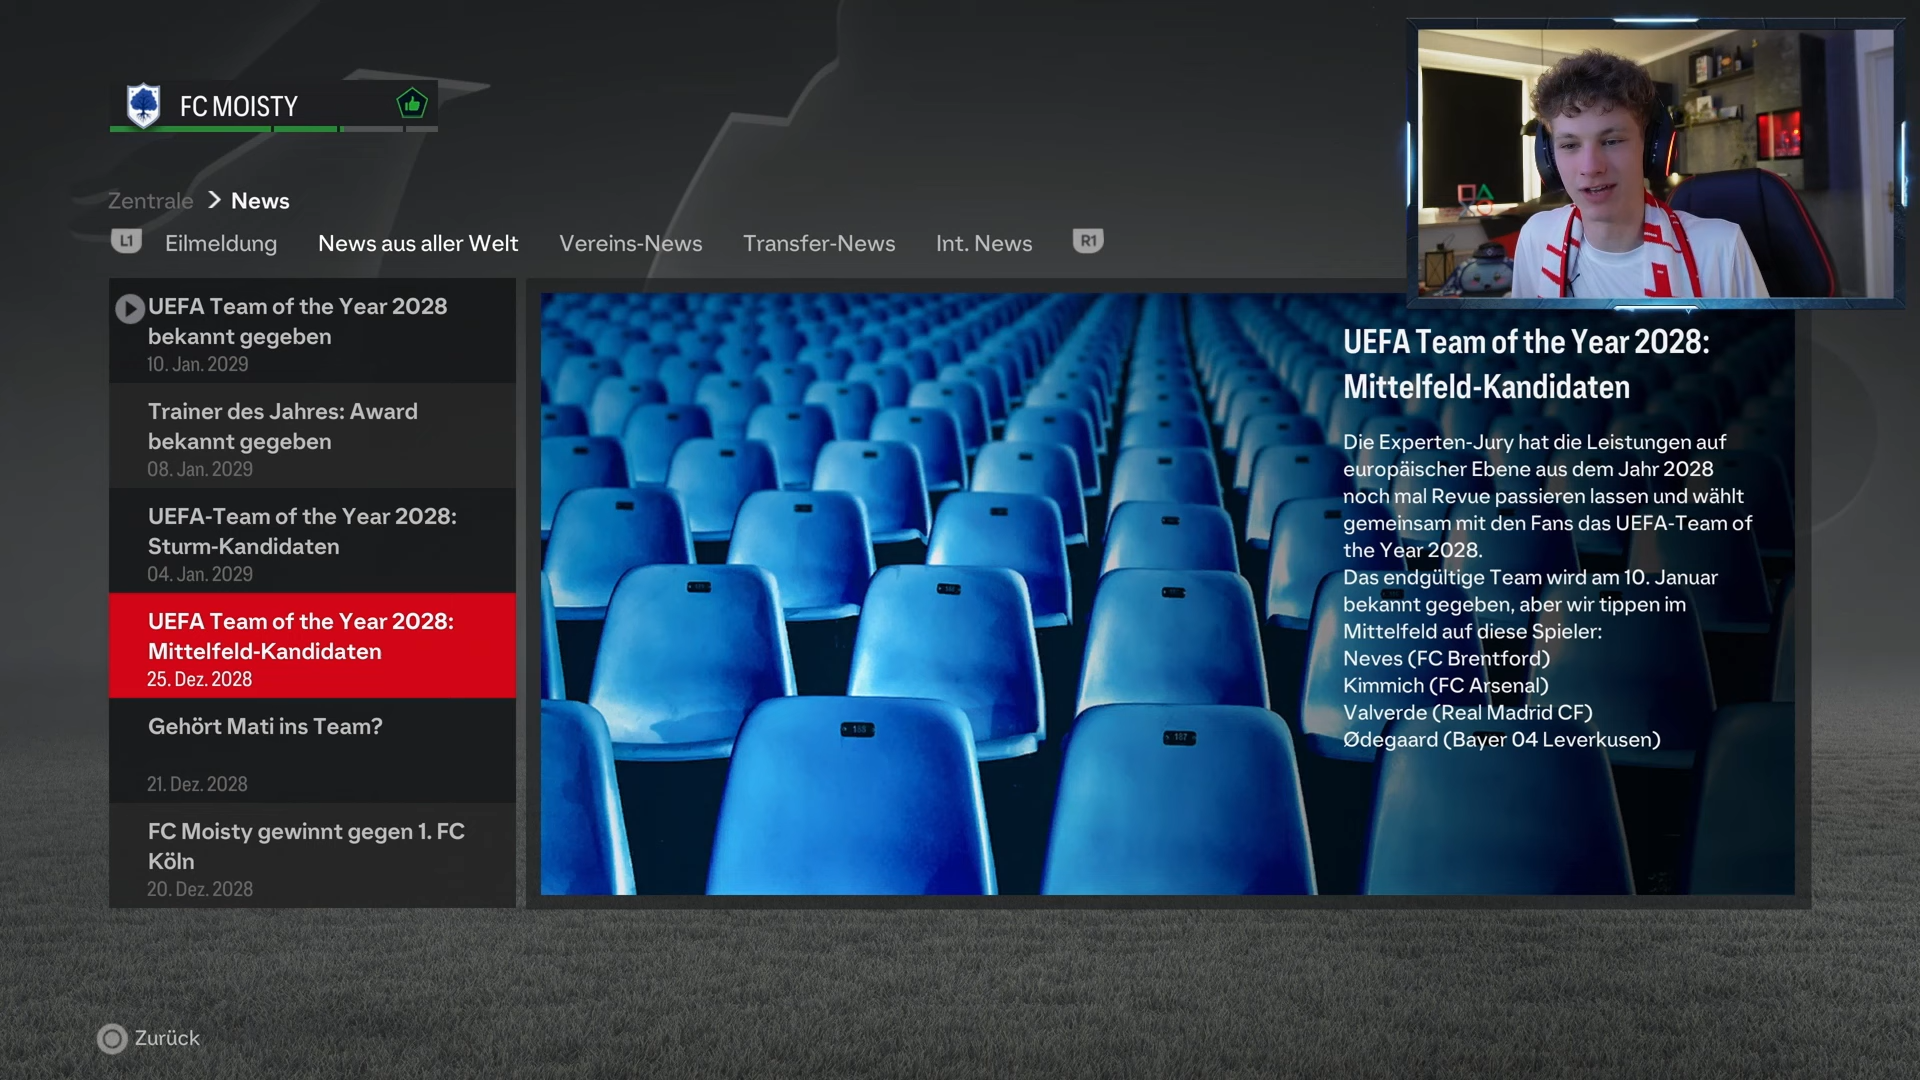 FC MOISTY
Zentrale > News
L1 Eilmeldung News aus aller Welt Vereins-News Transfer-News Int. News R1
UEFA Team of the Year 2028
bekannt gegeben
10. Jan. 2029
Trainer des Jahres: Award
bekannt gegeben
08. Jan. 2029
UEFA-Team of the Year 2028:
Sturm-Kandidaten
04. Jan. 2029
UEFA Team of the Year 2028:
Mittelfeld-Kandidaten
25. Dez. 2028
Gehört Mati ins Team?
21. Dez. 2028
FC Moisty gewinnt gegen 1. FC
Köln
20. Dez. 2028
UEFA Team of the Year 2028:
Mittelfeld-Kandidaten
Die Experten-Jury hat die Leistungen auf
europäischer Ebene aus dem Jahr 2028
noch mal Revue passieren lassen und wählt
gemeinsam mit den Fans das UEFA-Team of
the Year 2028.
Das endgültige Team wird am 10. Januar
bekannt gegeben, aber wir tippen im
Mittelfeld auf diese Spieler:
Neves (FC Brentford)
Kimmich (FC Arsenal)
Valverde (Real Madrid CF)
Ødegaard (Bayer 04 Leverkusen)
187
Zurück